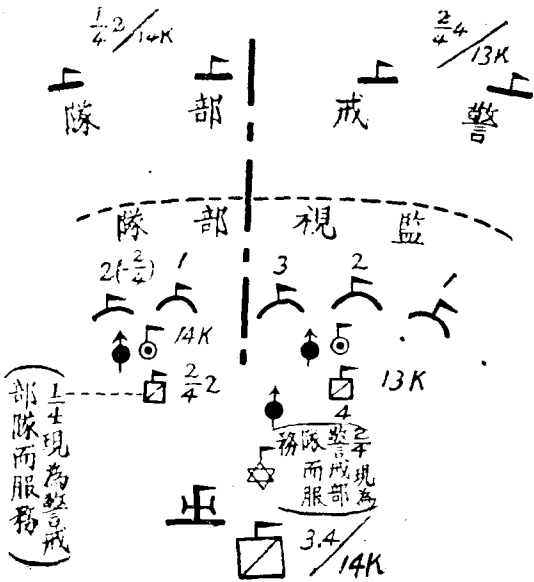 1/4 2/14K
2/4 4/13K
警戒部隊
監視部隊
2(-2/4) 1 3 2 1
14K
13K
2/4 2
4
(1/4現為警戒
部隊而服務)
(2/4現為
警戒部
隊而服
務)
3.4/14K